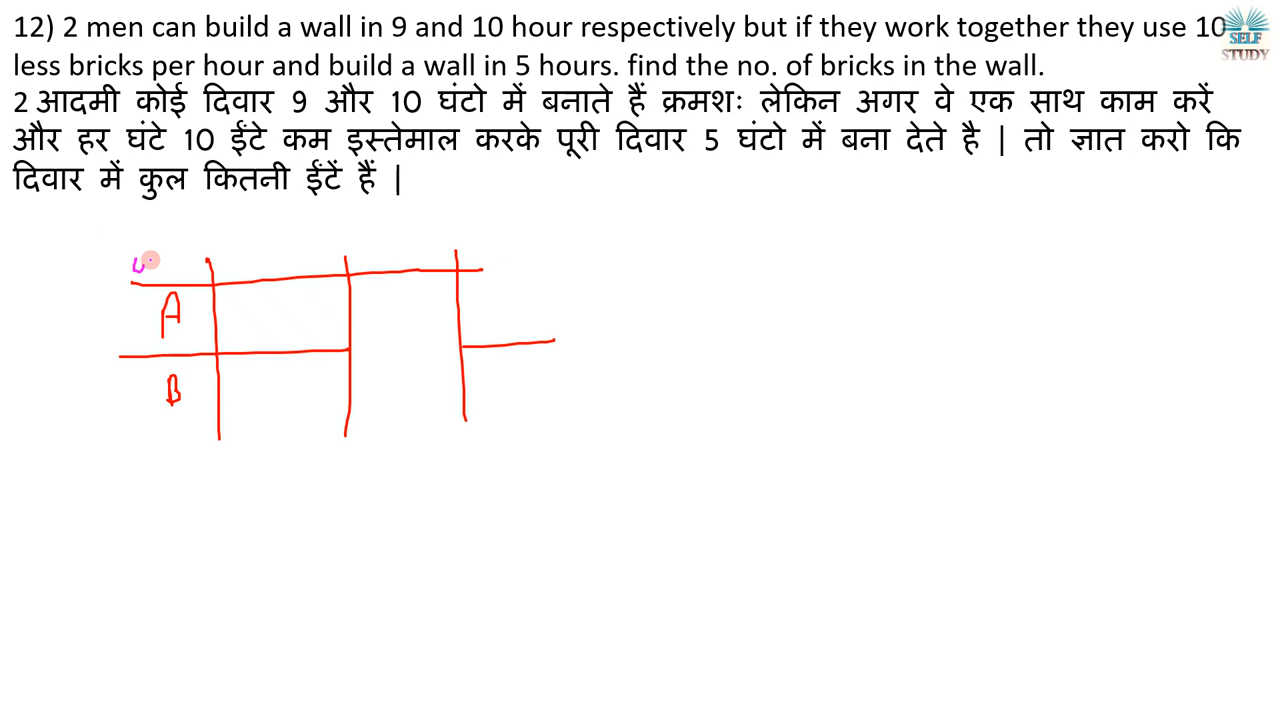 12) 2 men can build a wall in 9 and 10 hour respectively but if they work together they use 10
less bricks per hour and build a wall in 5 hours. find the no. of bricks in the wall.
2 आदमी कोई दिवार 9 और 10 घंटो में बनाते हैं क्रमशः लेकिन अगर वे एक साथ काम करें
और हर घंटे 10 ईंटे कम इस्तेमाल करके पूरी दिवार 5 घंटो में बना देते है | तो ज्ञात करो कि
दिवार में कुल कितनी ईंटें हैं |
SELF
STUDY
A
B